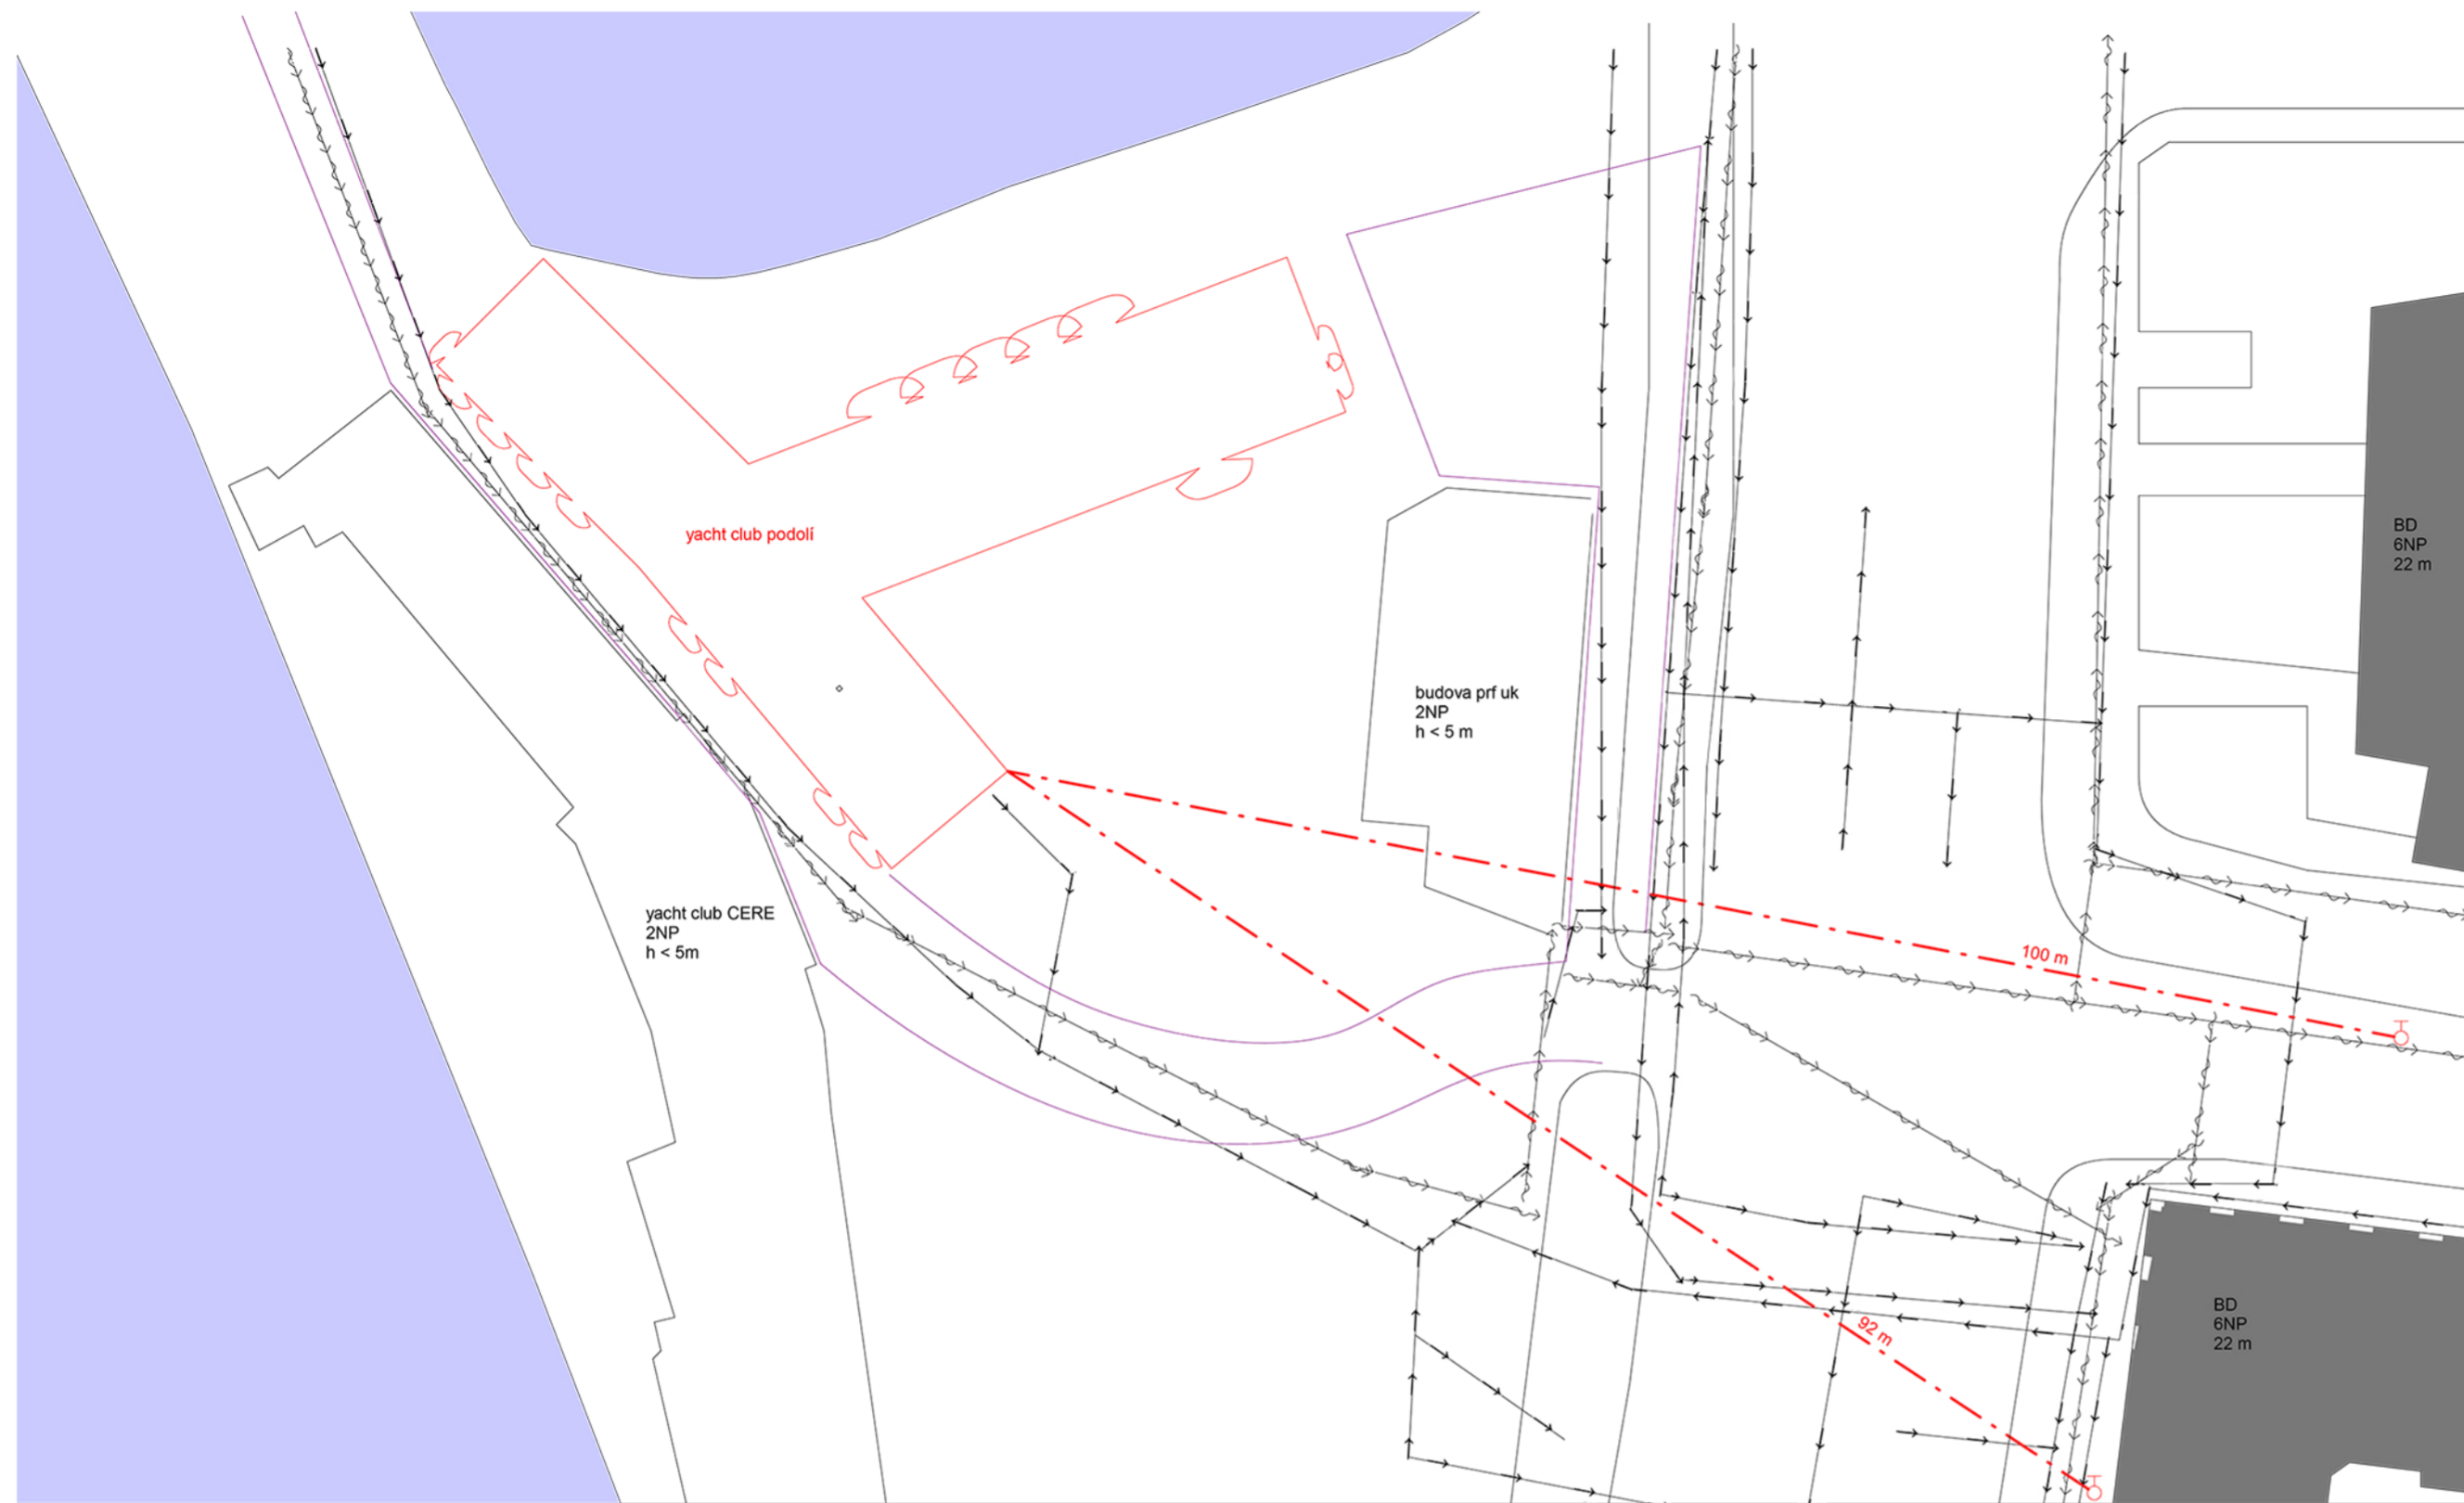 yacht club podolí
BD
6NP
22 m
budova prf uk
2NP
h < 5 m
yacht club CERE
2NP
h < 5m
100 m
BD
6NP
22 m
92 m